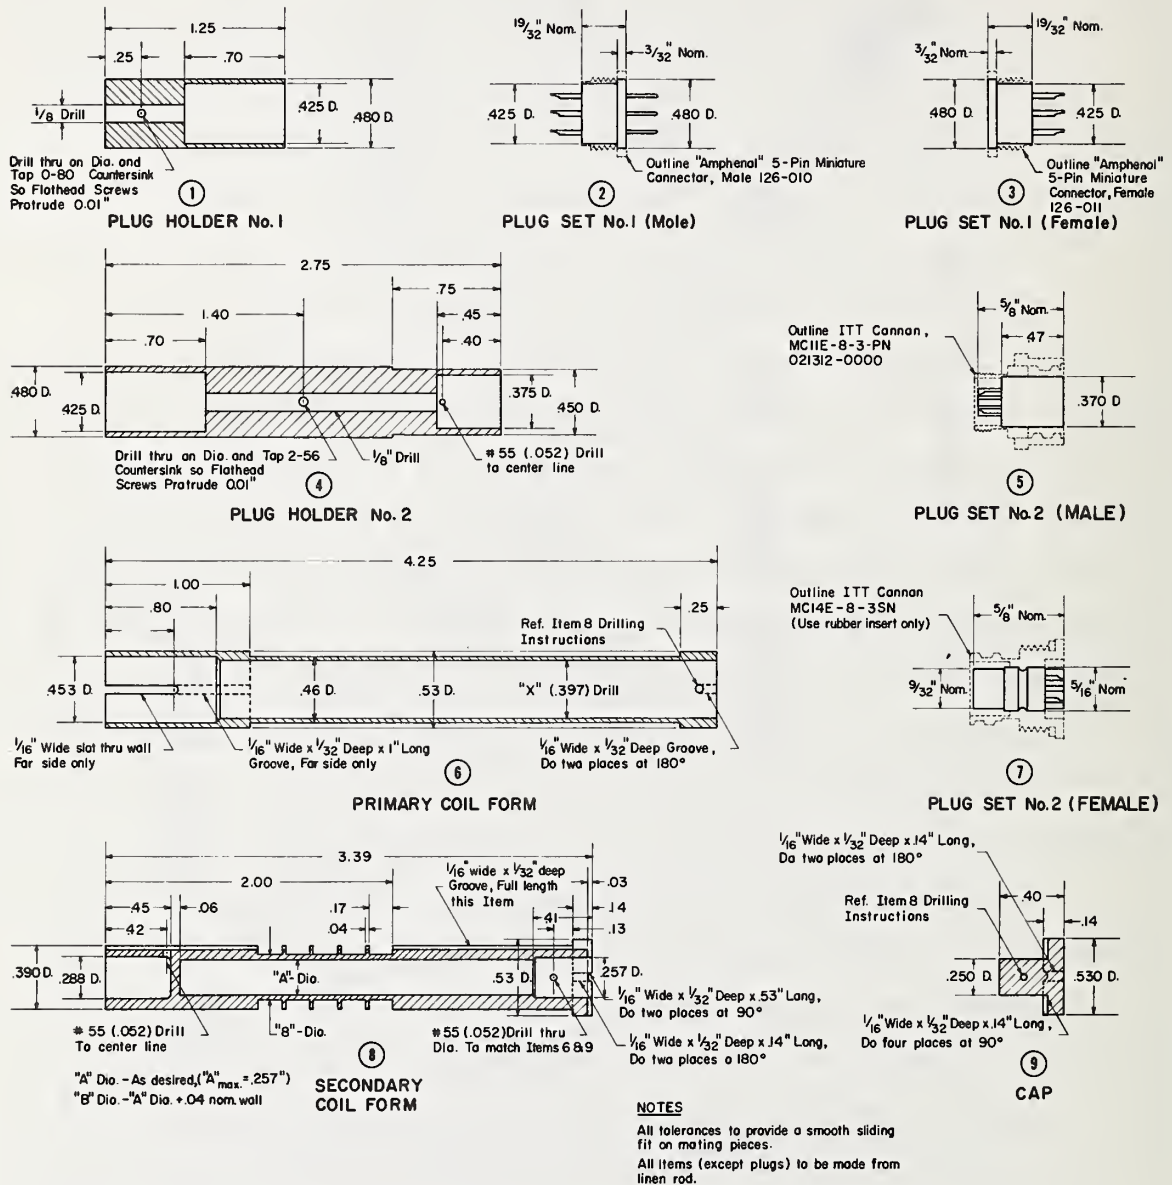 1.25
.25
.70
1/8 Drill
.425 D.
.480 D.
Drill thru on Dia. and
Tap 0-80 Countersink
So Flathead Screws
Protrude 0.01"
1
PLUG HOLDER No.1
19/32" Nom.
3/32" Nom.
.425 D.
.480 D.
Outline "Amphenol" 5-Pin Miniature
Connector, Male 126-010
2
PLUG SET No.1 (Mole)
19/32" Nom.
3/32" Nom.
.480 D.
.425 D.
Outline "Amphenol"
5-Pin Miniature
Connector, Female
126-011
3
PLUG SET No.1 (Female)
2.75
.75
1.40
.45
.70
.40
.480 D.
.425 D.
.375 D.
.450 D.
Drill thru on Dia. and Tap 2-56
Countersink so Flathead
Screws Protrude 0.01"
1/8" Drill
#55 (.052) Drill
to center line
4
PLUG HOLDER No.2
5/8" Nom.
.47
Outline ITT Cannan,
MC11E-8-3-PN
021312-0000
.370 D
5
PLUG SET No.2 (MALE)
4.25
1.00
.80
.25
Ref. Item 8 Drilling
Instructions
.453 D.
.46 D.
.53 D.
"X" (.397) Drill
1/16" Wide slat thru wall
Far side only
1/16" Wide x 1/32" Deep x 1" Long
Groove, Far side only
1/16" Wide x 1/32" Deep Groove,
Do two places at 180°
6
PRIMARY COIL FORM
Outline ITT Cannan
MC14E-8-3SN
(Use rubber insert only)
5/8" Nom.
9/32" Nom.
5/16" Nom
7
PLUG SET No.2 (FEMALE)
3.39
2.00
1/16" wide x 1/32" deep
Groove, Full length
this Item
.03
.45
.06
.17
.41
.14
.42
.04
.13
.390 D.
.288 D.
"A"-Dia.
.53 D.
.257 D.
#55 (.052) Drill
To center line
"B"-Dia.
#55 (.052) Drill thru
Dia. To match Items 6 & 9
1/16" Wide x 1/32" Deep x .53" Lang,
Do two places at 90°
1/16" Wide x 1/32" Deep x .14" Long,
Do two places a 180°
"A" Dio. - As desired, ("A"max. = .257")
"B" Dio. - "A" Dia. + .04 nom. wall
8
SECONDARY
COIL FORM
1/16" Wide x 1/32" Deep x .14" Long,
Da two places at 180°
.40
Ref. Item 8 Drilling
Instructions
.14
.250 D.
.530 D.
1/16" Wide x 1/32" Deep x .14" Long,
Do four places at 90°
9
CAP
NOTES
All tolerances to provide a smooth sliding
fit on mating pieces.
All items (except plugs) to be made from
linen rod.